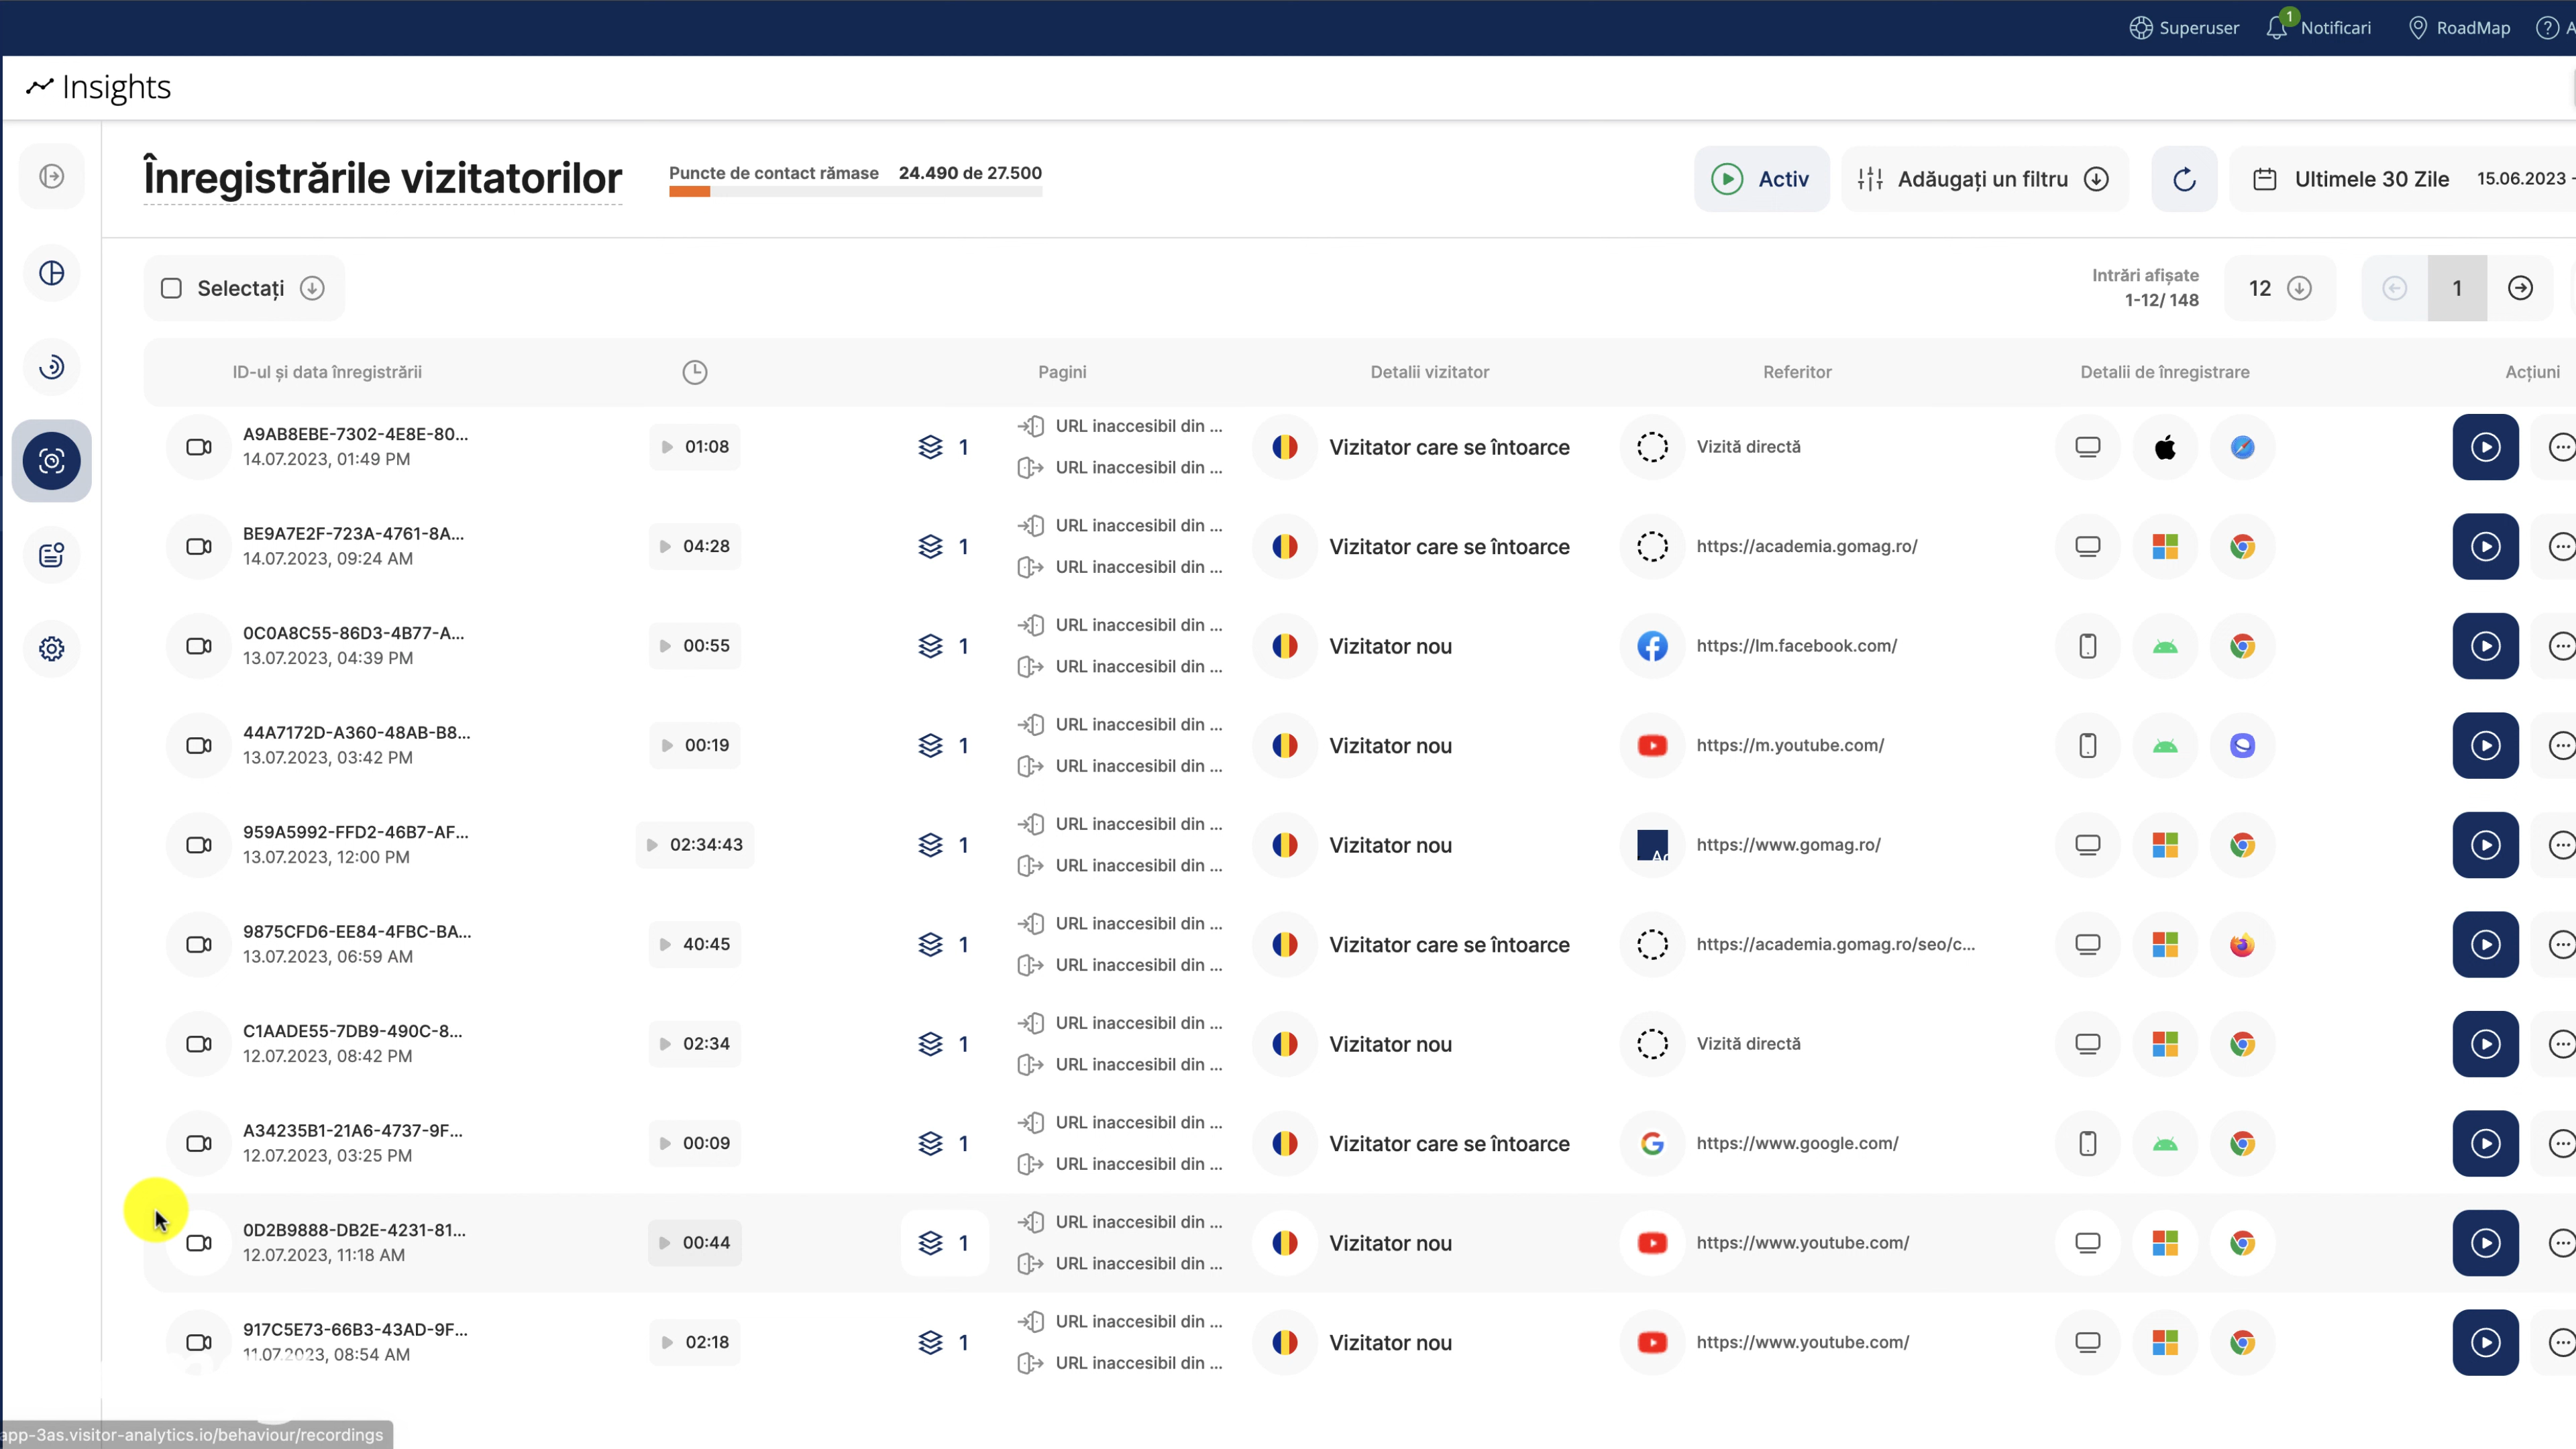 Superuser
1
Notificari
RoadMap
Insights
Înregistrările vizitatorilor
Puncte de contact rămase 24.490 de 27.500
Activ
Adăugați un filtru
Ultimele 30 Zile 15.06.2023 -
Selectați
Intrări afișate
1-12/ 148
12
1
ID-ul și data înregistrării
Pagini
Detalii vizitator
Referitor
Detalii de înregistrare
Acțiuni
A9AB8EBE-7302-4E8E-80...
14.07.2023, 01:49 PM
01:08
1
URL inaccesibil din ...
URL inaccesibil din ...
Vizitator care se întoarce
Vizită directă
BE9A7E2F-723A-4761-8A...
14.07.2023, 09:24 AM
04:28
1
URL inaccesibil din ...
URL inaccesibil din ...
Vizitator care se întoarce
https://academia.gomag.ro/
0C0A8C55-86D3-4B77-A...
13.07.2023, 04:39 PM
00:55
1
URL inaccesibil din ...
URL inaccesibil din ...
Vizitator nou
https://lm.facebook.com/
44A7172D-A360-48AB-B8...
13.07.2023, 03:42 PM
00:19
1
URL inaccesibil din ...
URL inaccesibil din ...
Vizitator nou
https://m.youtube.com/
959A5992-FFD2-46B7-AF...
13.07.2023, 12:00 PM
02:34:43
1
URL inaccesibil din ...
URL inaccesibil din ...
Vizitator nou
https://www.gomag.ro/
9875CFD6-EE84-4FBC-BA...
13.07.2023, 06:59 AM
40:45
1
URL inaccesibil din ...
URL inaccesibil din ...
Vizitator care se întoarce
https://academia.gomag.ro/seo/c...
C1AADE55-7DB9-490C-8...
12.07.2023, 08:42 PM
02:34
1
URL inaccesibil din ...
URL inaccesibil din ...
Vizitator nou
Vizită directă
A34235B1-21A6-4737-9F...
12.07.2023, 03:25 PM
00:09
1
URL inaccesibil din ...
URL inaccesibil din ...
Vizitator care se întoarce
https://www.google.com/
0D2B9888-DB2E-4231-81...
12.07.2023, 11:18 AM
00:44
1
URL inaccesibil din ...
URL inaccesibil din ...
Vizitator nou
https://www.youtube.com/
917C5E73-66B3-43AD-9F...
11.07.2023, 08:54 AM
02:18
1
URL inaccesibil din ...
URL inaccesibil din ...
Vizitator nou
https://www.youtube.com/
app-3as.visitor-analytics.io/behaviour/recordings